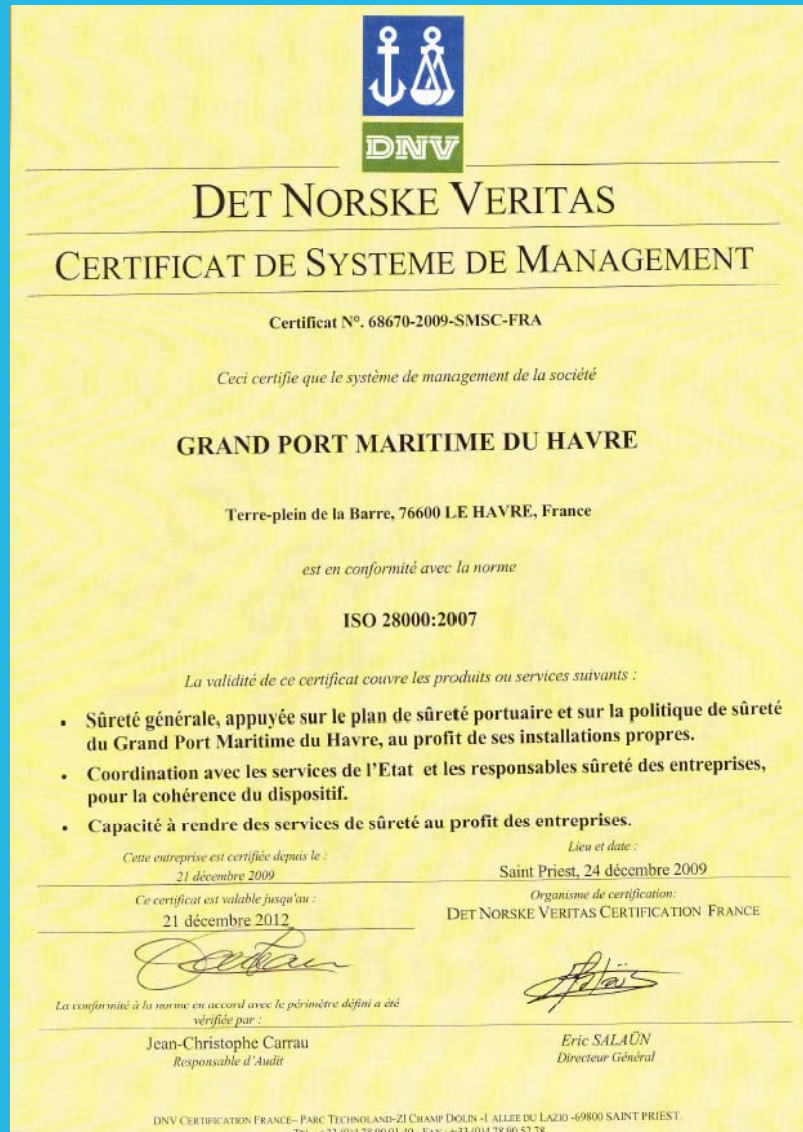 DNV
DET NORSKE VERITAS
CERTIFICAT DE SYSTEME DE MANAGEMENT
Certificat N°. 68670-2009-SMSC-FRA
Ceci certifie que le système de management de la société
GRAND PORT MARITIME DU HAVRE
Terre-plein de la Barre, 76600 LE HAVRE, France
est en conformité avec la norme
ISO 28000:2007
La validité de ce certificat couvre les produits ou services suivants :
• Sûreté générale, appuyée sur le plan de sûreté portuaire et sur la politique de sûreté
du Grand Port Maritime du Havre, au profit de ses installations propres.
• Coordination avec les services de l'Etat et les responsables sûreté des entreprises,
pour la cohérence du dispositif.
• Capacité à rendre des services de sûreté au profit des entreprises.
Cette entreprise est certifiée depuis le :
21 décembre 2009
Ce certificat est valable jusqu'au :
21 décembre 2012
Lieu et date :
Saint Priest, 24 décembre 2009
Organisme de certification:
DET NORSKE VERITAS CERTIFICATION FRANCE
La conformité à la norme en accord avec le périmètre défini a été
vérifiée par :
Jean-Christophe Carrau
Responsable d'Audit
Eric SALAÜN
Directeur Général
DNV CERTIFICATION FRANCE– PARC TECHNOLAND-ZI CHAMP DOLIN -1 ALLEE DU LAZIO -69800 SAINT PRIEST.